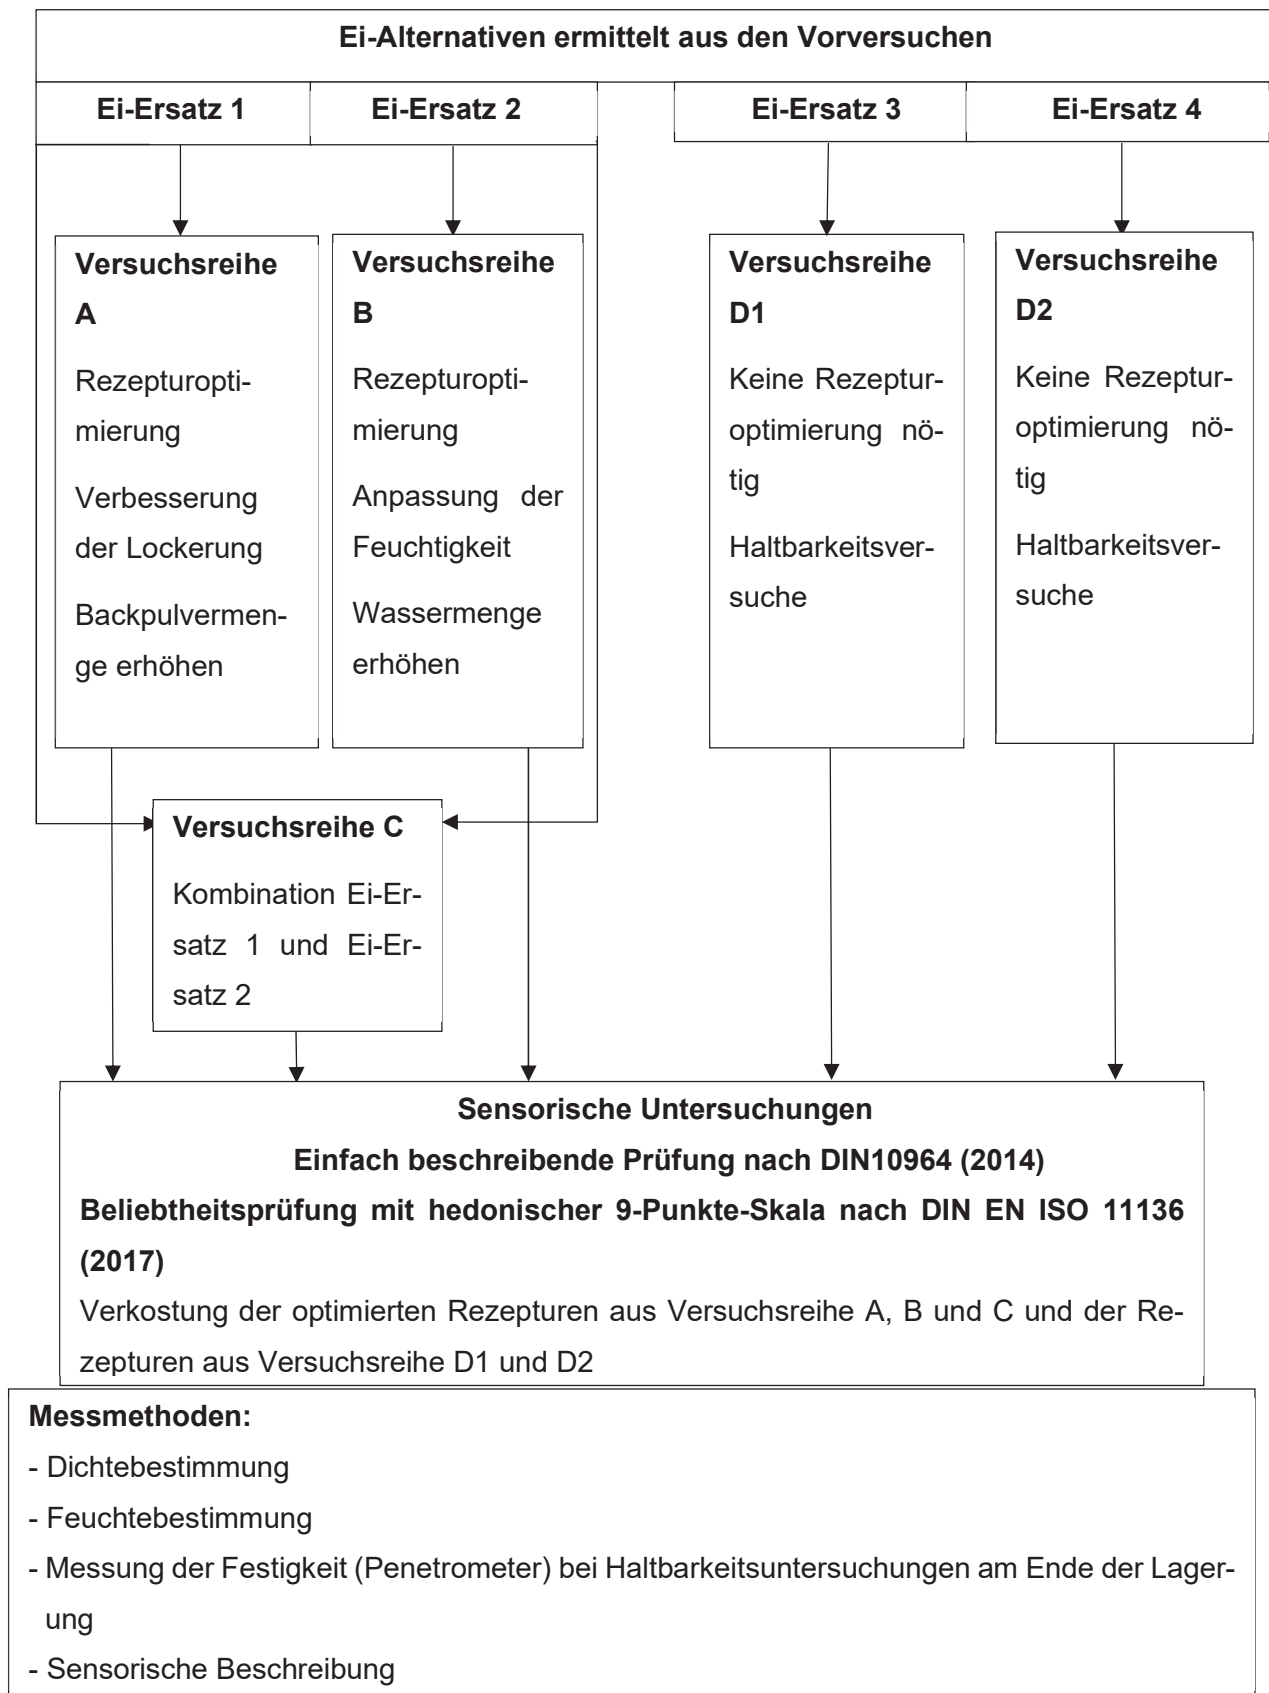 Ei-Alternativen ermittelt aus den Vorversuchen
Ei-Ersatz 1
Ei-Ersatz 2
Ei-Ersatz 3
Ei-Ersatz 4
Versuchsreihe
A
Rezepturopti-
mierung
Verbesserung
der Lockerung
Backpulvermen-
ge erhöhen
Versuchsreihe
B
Rezepturopti-
mierung
Anpassung der
Feuchtigkeit
Wassermenge
erhöhen
Versuchsreihe
D1
Keine Rezeptur-
optimierung nö-
tig
Haltbarkeitsver-
suche
Versuchsreihe
D2
Keine Rezeptur-
optimierung nö-
tig
Haltbarkeitsver-
suche
Versuchsreihe C
Kombination Ei-Er-
satz 1 und Ei-Er-
satz 2
Sensorische Untersuchungen
Einfach beschreibende Prüfung nach DIN10964 (2014)
Beliebtheitsprüfung mit hedonischer 9-Punkte-Skala nach DIN EN ISO 11136
(2017)
Verkostung der optimierten Rezepturen aus Versuchsreihe A, B und C und der Re-
zepturen aus Versuchsreihe D1 und D2
Messmethoden:
- Dichtebestimmung
- Feuchtebestimmung
- Messung der Festigkeit (Penetrometer) bei Haltbarkeitsuntersuchungen am Ende der Lager-
ung
- Sensorische Beschreibung